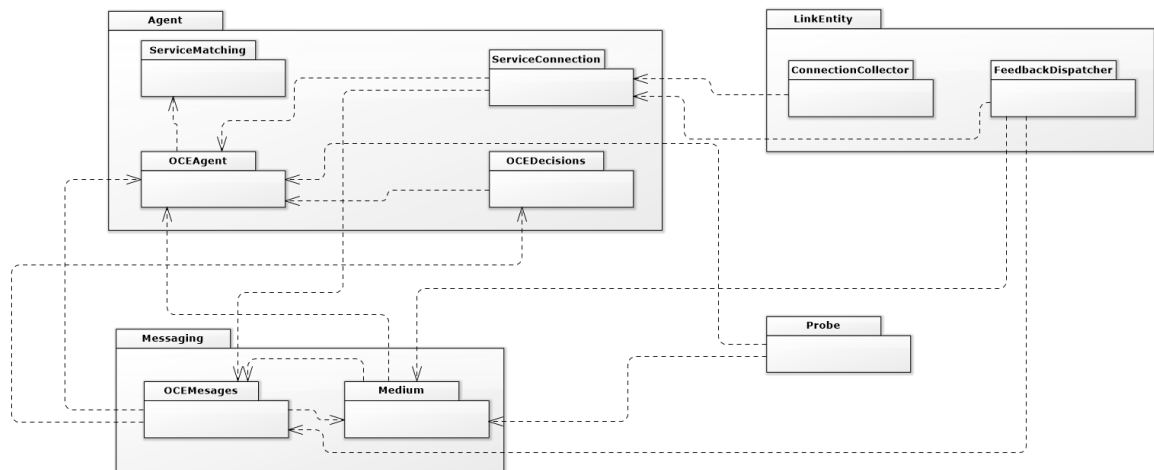 Agent
LinkEntity
ServiceMatching
ServiceConnection
ConnectionCollector
FeedbackDispatcher
OCEAgent
OCEDecisions
Messaging
Probe
OCEMesages
Medium